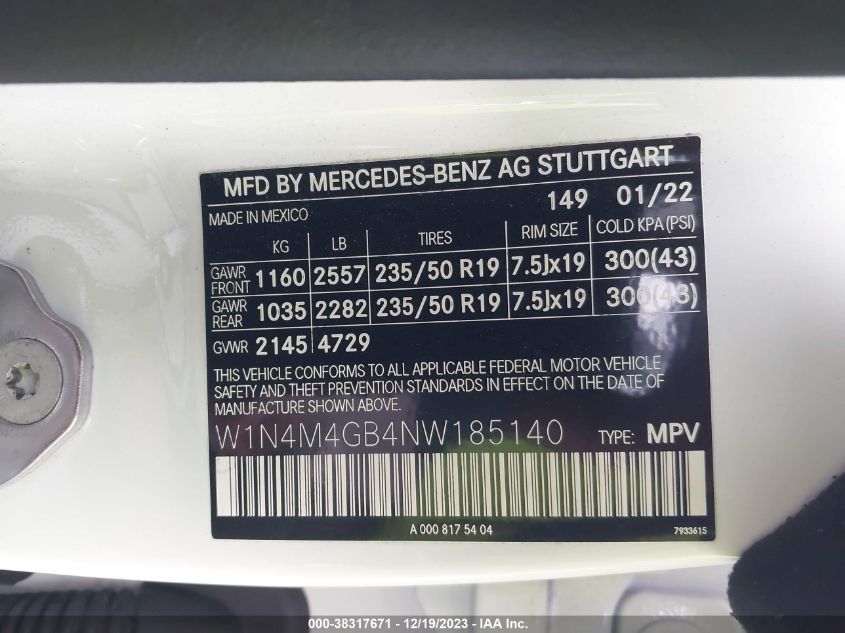 MFD BY MERCEDES-BENZ AG STUTTGART
MADE IN MEXICO 149 01/22
KG LB TIRES RIM SIZE COLD KPA (PSI)
GAWR FRONT 1160 2557 235/50 R19 7.5Jx19 300(43)
GAWR REAR 1035 2282 235/50 R19 7.5Jx19 300(43)
GVWR 2145 4729
THIS VEHICLE CONFORMS TO ALL APPLICABLE FEDERAL MOTOR VEHICLE
SAFETY AND THEFT PREVENTION STANDARDS IN EFFECT ON THE DATE OF
MANUFACTURE SHOWN ABOVE.
W1N4M4GB4NW185140 TYPE: MPV
A 000 817 54 04 7933615
000-38317671 - 12/19/2023 - IAA Inc.